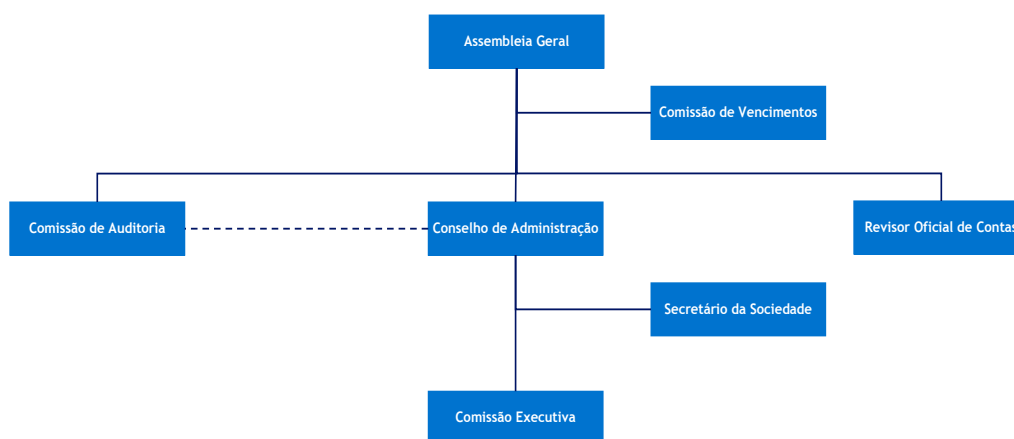 Assembleia Geral
Comissão de Vencimentos
Comissão de Auditoria
Conselho de Administração
Revisor Oficial de Contas
Secretário da Sociedade
Comissão Executiva